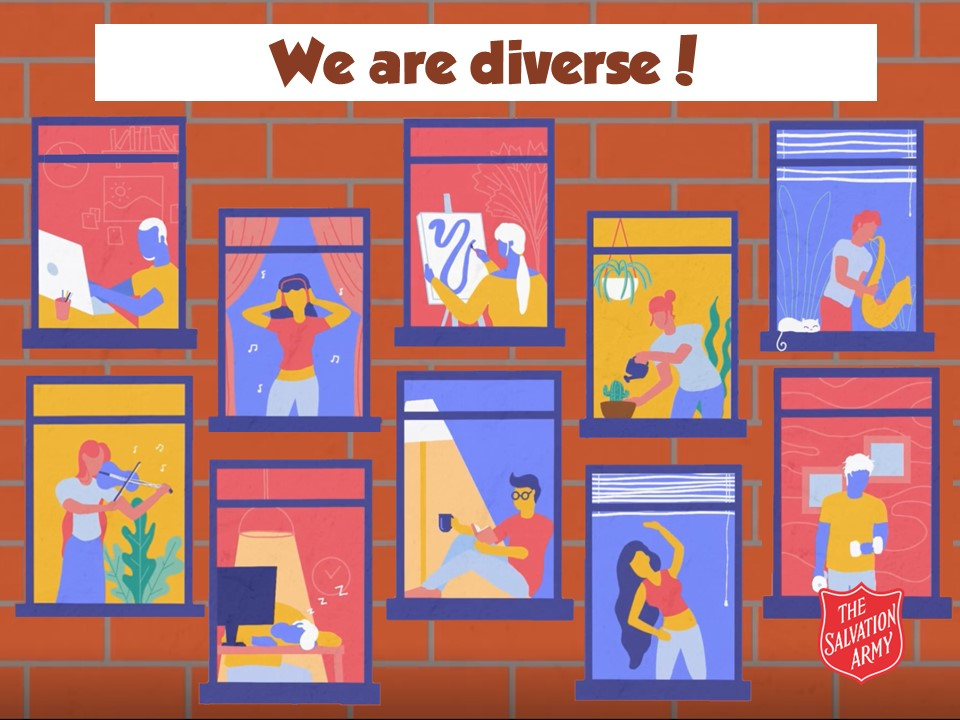 We are diverse!
z z z
THE
SALVATION
ARMY